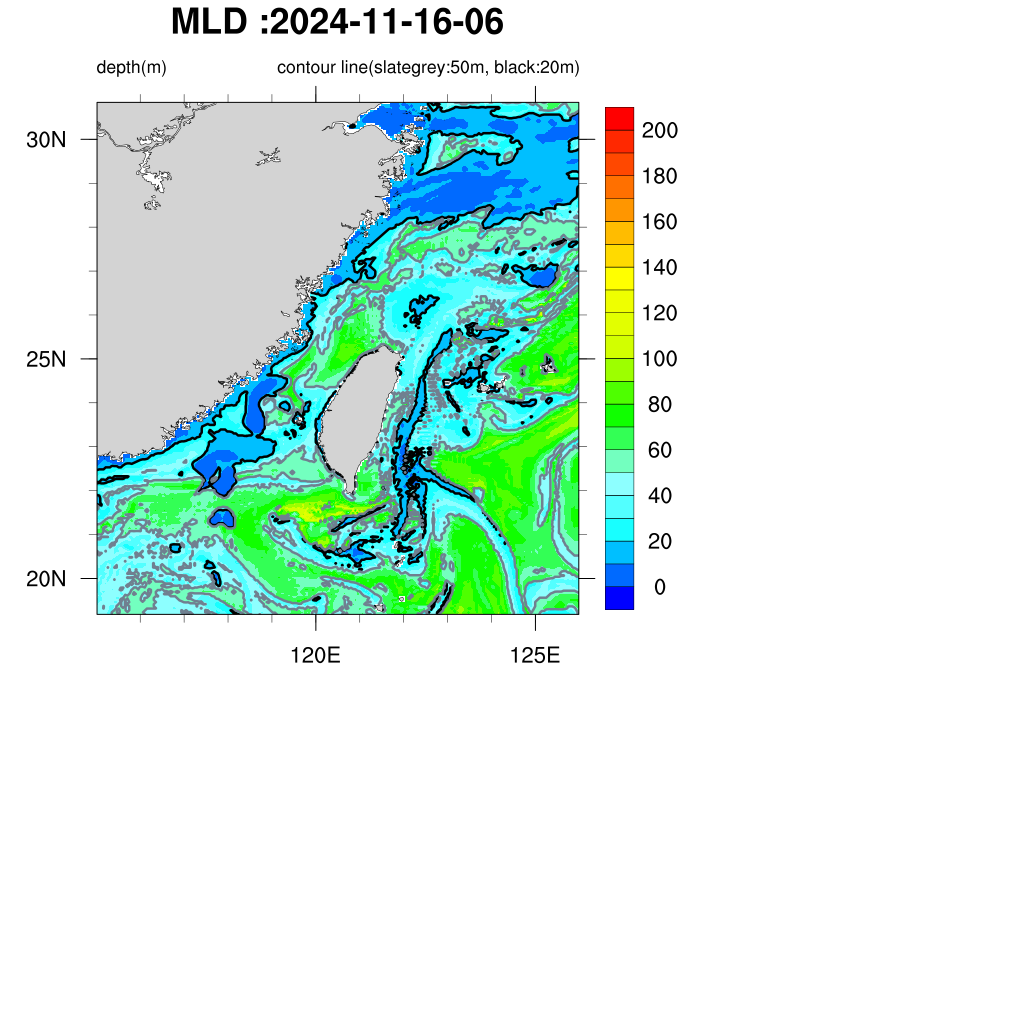 MLD :2024-11-16-06
depth(m)
contour line(slategrey:50m, black:20m)
30N
25N
20N
120E
125E
200
180
160
140
120
100
80
60
40
20
0